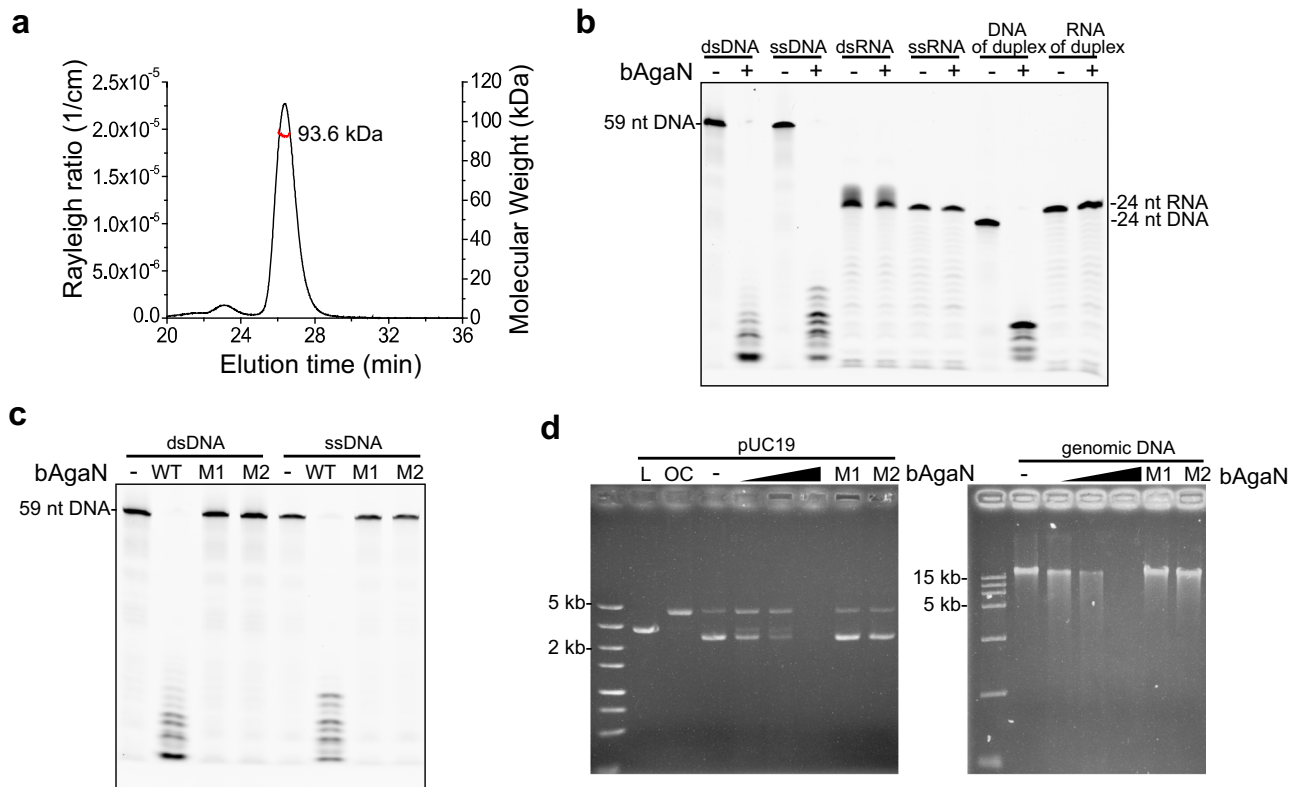 a
Rayleigh ratio (1/cm)
2.5x10⁻⁵
2.0x10⁻⁵
1.5x10⁻⁵
1.0x10⁻⁵
5.0x10⁻⁶
0.0
20 24 28 32 36
Elution time (min)
93.6 kDa
120
100
80
60
40
20
0
Molecular Weight (kDa)
b
dsDNA ssDNA dsRNA ssRNA DNA of duplex RNA of duplex
bAgaN - + - + - + - + - + - +
59 nt DNA-
-24 nt RNA
-24 nt DNA
c
dsDNA ssDNA
bAgaN - WT M1 M2 - WT M1 M2
59 nt DNA-
d
pUC19
L OC - M1 M2 bAgaN
5 kb-
2 kb-
genomic DNA
- M1 M2 bAgaN
15 kb-
5 kb-